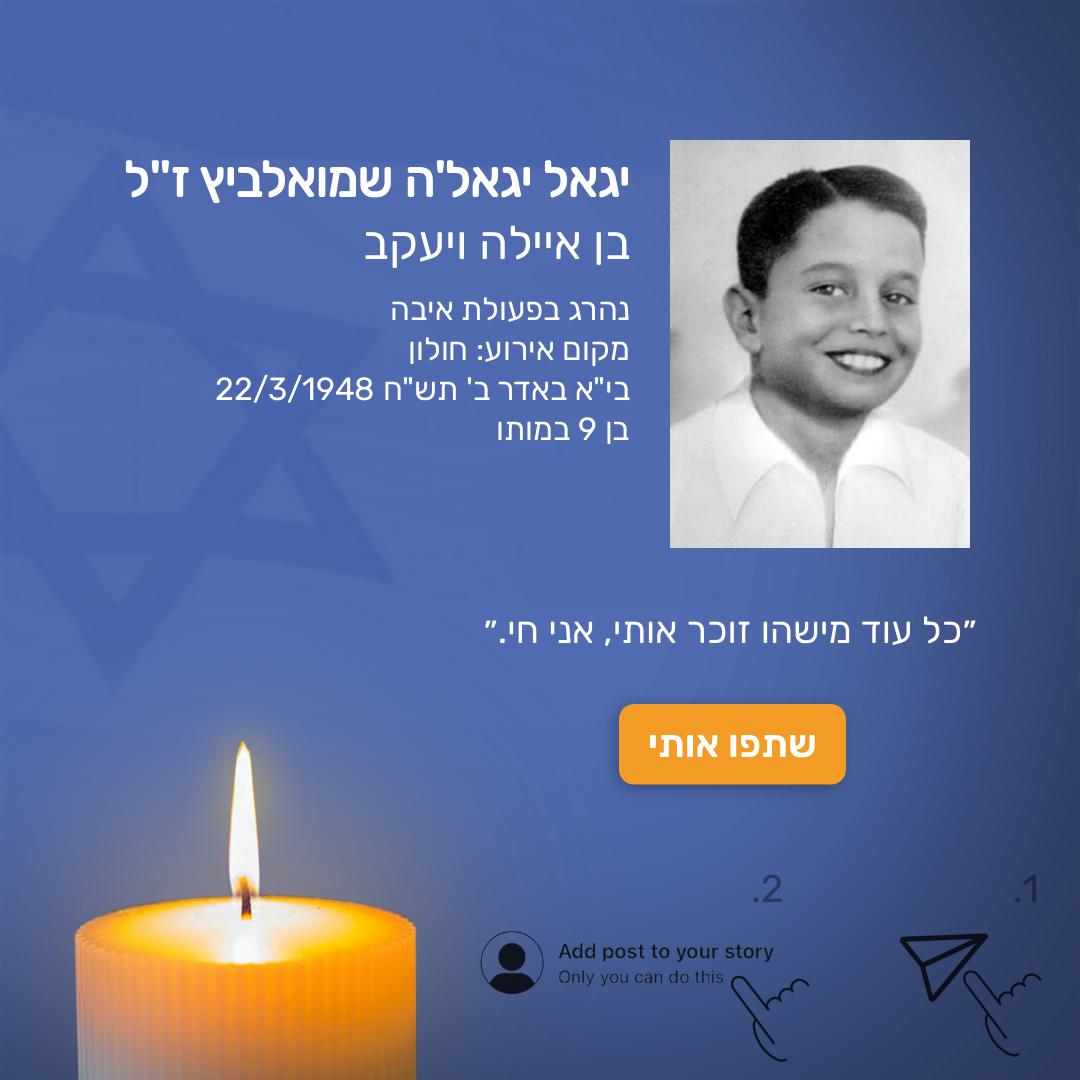 יגאל יגאל'ה שמואלביץ ז"ל
בן איילה ויעקב
נהרג בפעולת איבה
מקום אירוע: חולון
בי"א באדר ב' תש"ח 22/3/1948
בן 9 במותו
״כל עוד מישהו זוכר אותי, אני חי.״
שתפו אותי
.1
.2
Add post to your story
Only you can do this